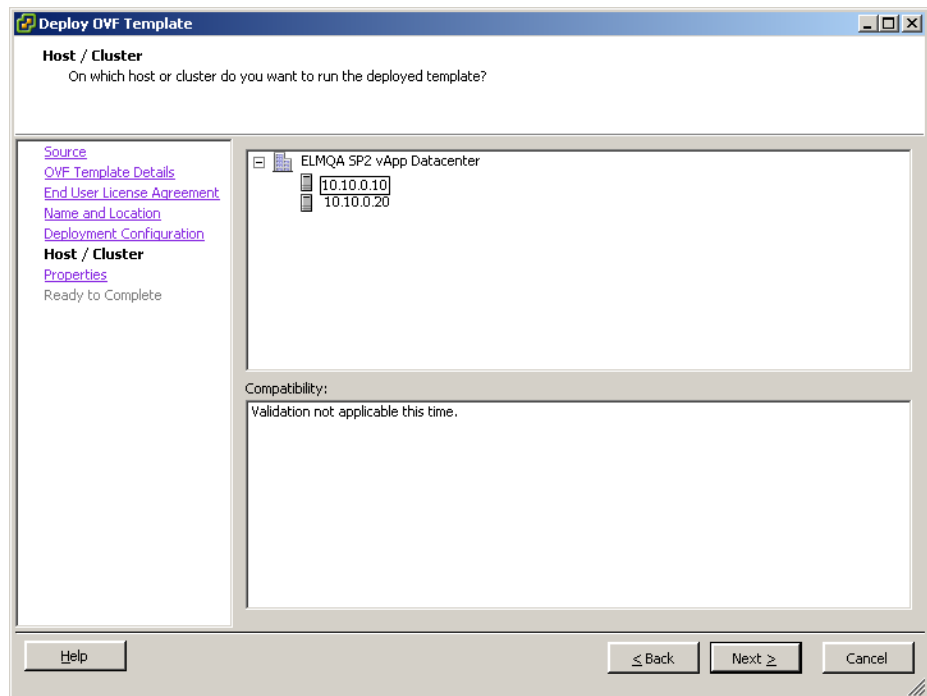 Deploy OVF Template
Host / Cluster
On which host or cluster do you want to run the deployed template?
Source
OVF Template Details
End User License Agreement
Name and Location
Deployment Configuration
Host / Cluster
Properties
Ready to Complete
ELMQA SP2 vApp Datacenter
10.10.0.10
10.10.0.20
Compatibility:
Validation not applicable this time.
Help
< Back
Next >
Cancel